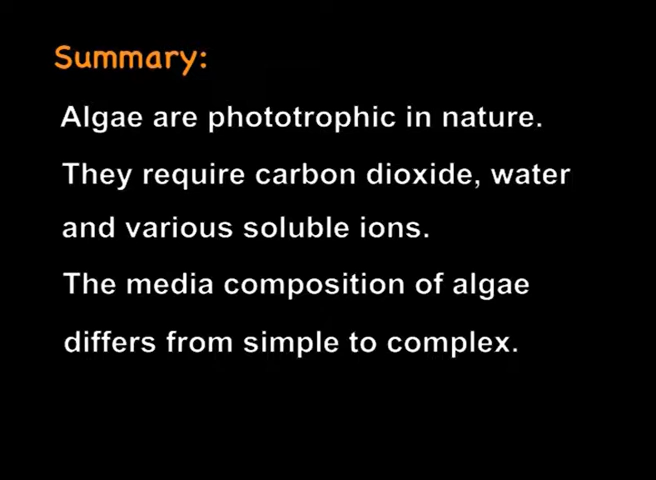 Summary:
Algae are phototrophic in nature.
They require carbon dioxide, water
and various soluble ions.
The media composition of algae
differs from simple to complex.